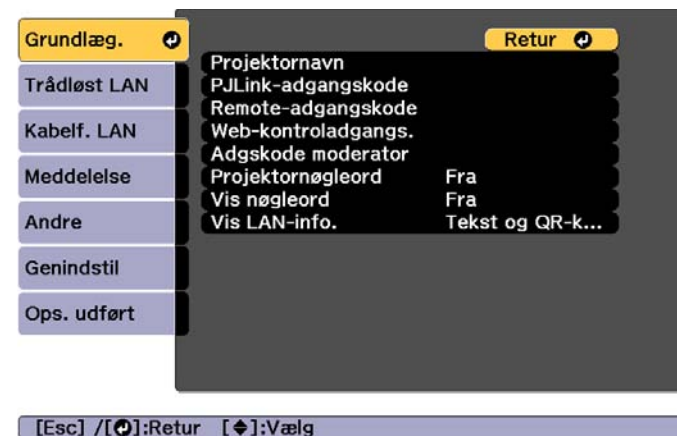 Grundlæg.
Trådløst LAN
Kabelf. LAN
Meddelelse
Andre
Genindstil
Ops. udført
Retur
Projektornavn
PJLink-adgangskode
Remote-adgangskode
Web-kontroladgangs.
Adgskode moderator
Projektornøgleord Fra
Vis nøgleord Fra
Vis LAN-info. Tekst og QR-k...
[Esc] /[⏎]:Retur [◆]:Vælg